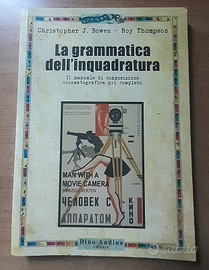 Christopher J. Bowen - Roy Thompson
La grammatica
dell'inquadratura
Il manuale di composizione
cinematografica più completo
MAN WITH A
MOVIE CAMERA
ЧЕЛОВЕК С
АППАРАТОМ
КИНО
Dino Audino
editore